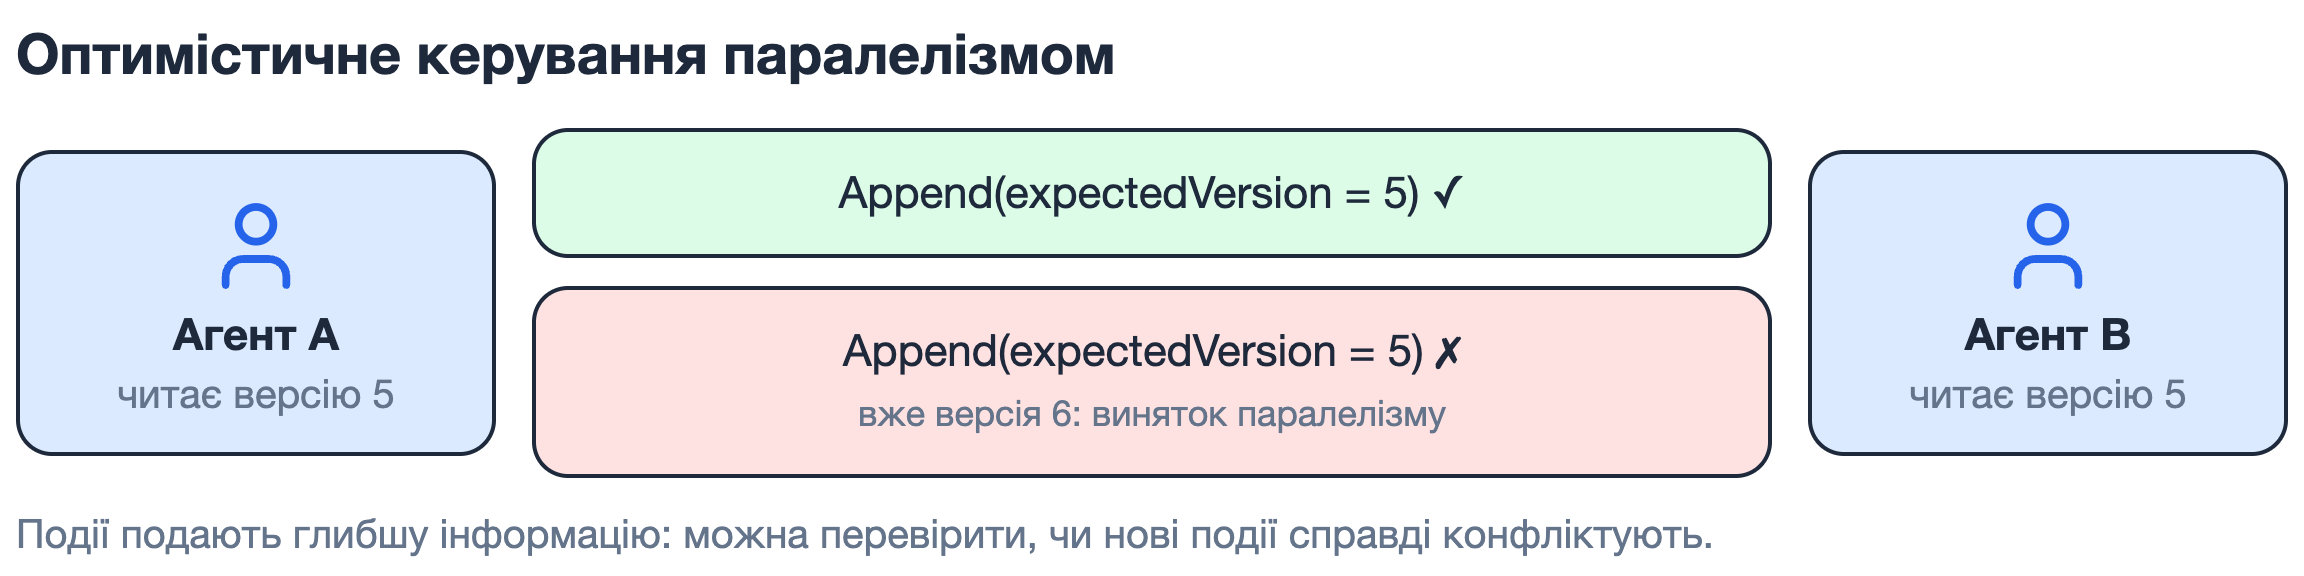 Оптимістичне керування паралелізмом
Агент A
читає версію 5
Append(expectedVersion = 5) ✓
Append(expectedVersion = 5) ✗
вже версія 6: виняток паралелізму
Агент B
читає версію 5
Події подають глибшу інформацію: можна перевірити, чи нові події справді конфліктують.